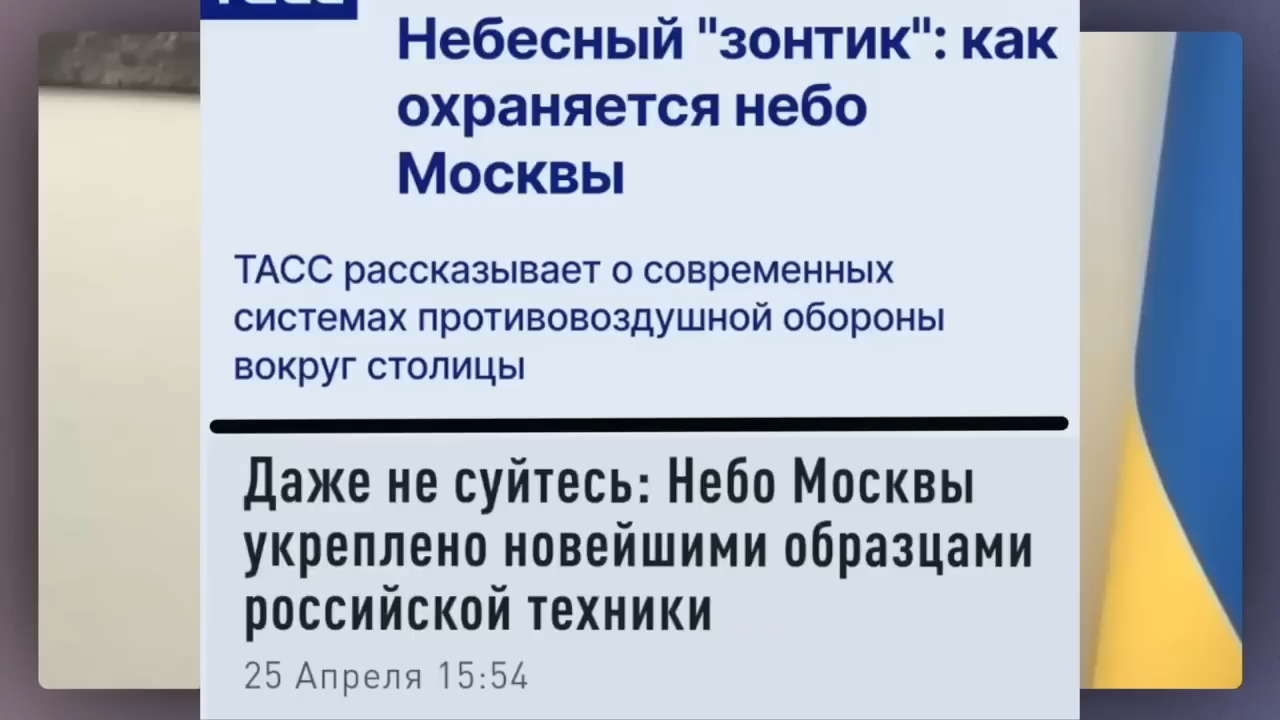 Небесный "зонтик": как
охраняется небо
Москвы
ТАСС рассказывает о современных
системах противовоздушной обороны
вокруг столицы
Даже не суйтесь: Небо Москвы
укреплено новейшими образцами
российской техники
25 Апреля 15:54